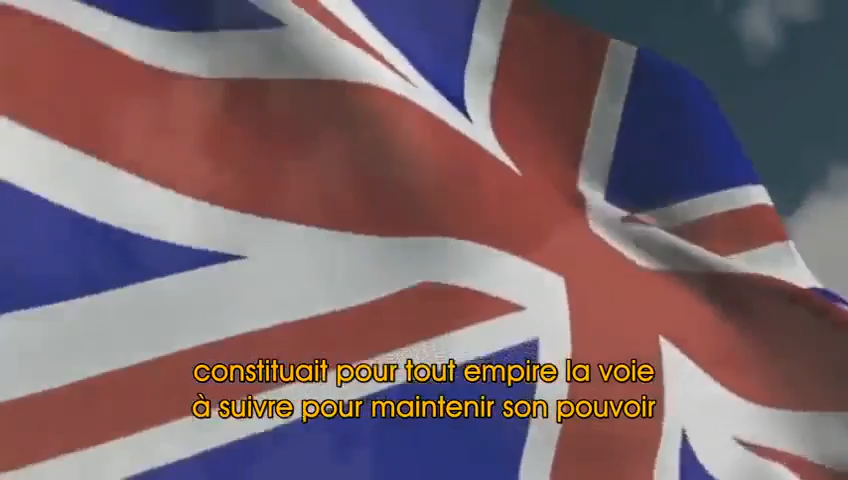 constituait pour tout empire la voie
à suivre pour maintenir son pouvoir